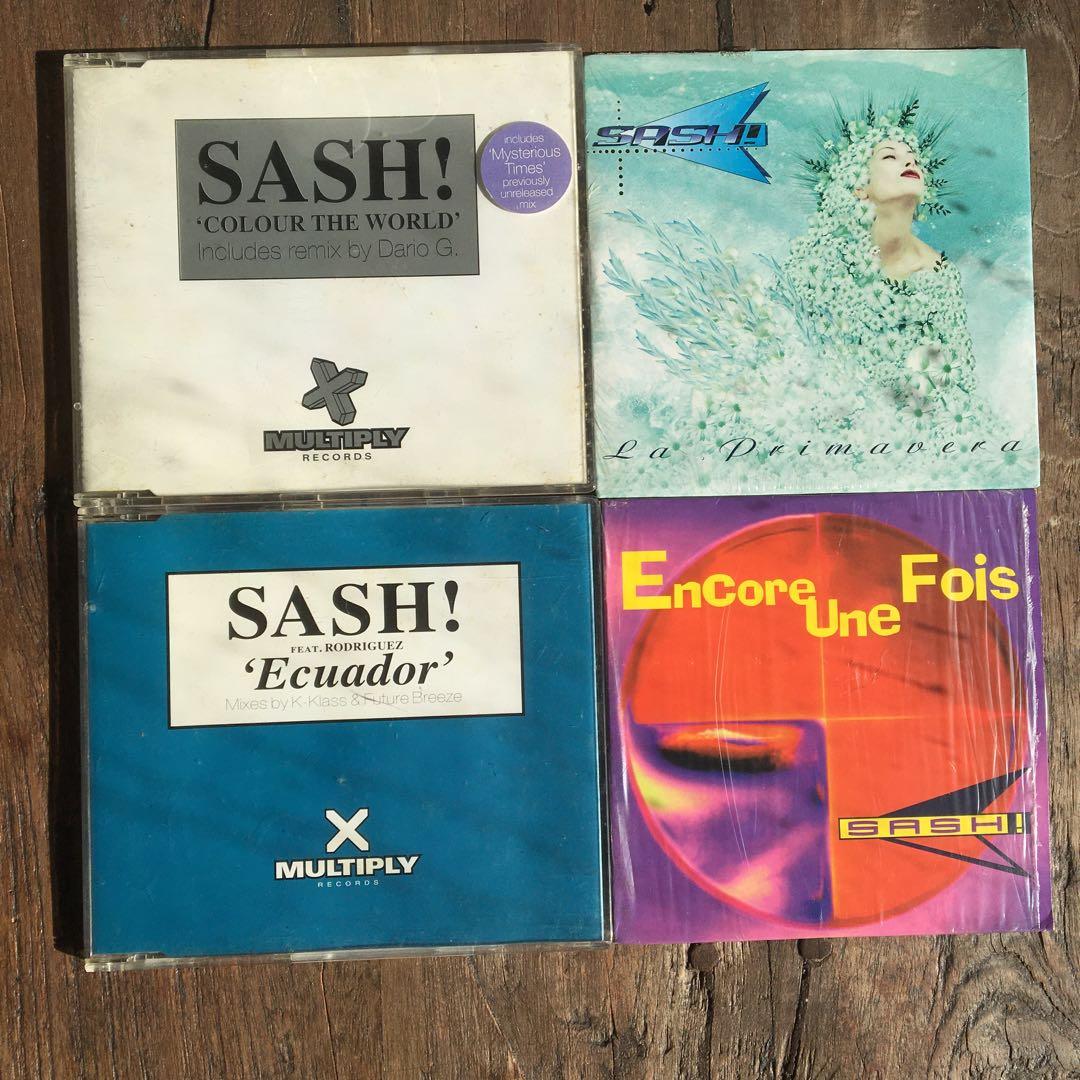 SASH!
'COLOUR THE WORLD'
Includes remix by Dario G.
includes
'Mysterious
Times'
previously
unreleased
mix
MULTIPLY
RECORDS
SASH!
La Primavera
SASH!
FEAT. RODRIGUEZ
'Ecuador'
Mixes by K-Klass & Future Breeze
MULTIPLY
RECORDS
Encore Une Fois
SASH!